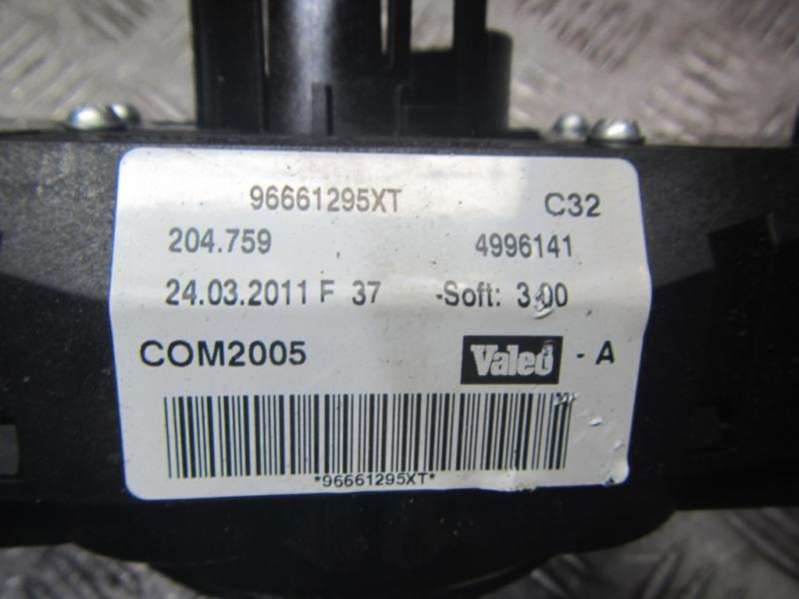 96661295XT C32
204.759 4996141
24.03.2011 F 37 -Soft: 3.00
COM2005 Valeo - A
*96661295XT*